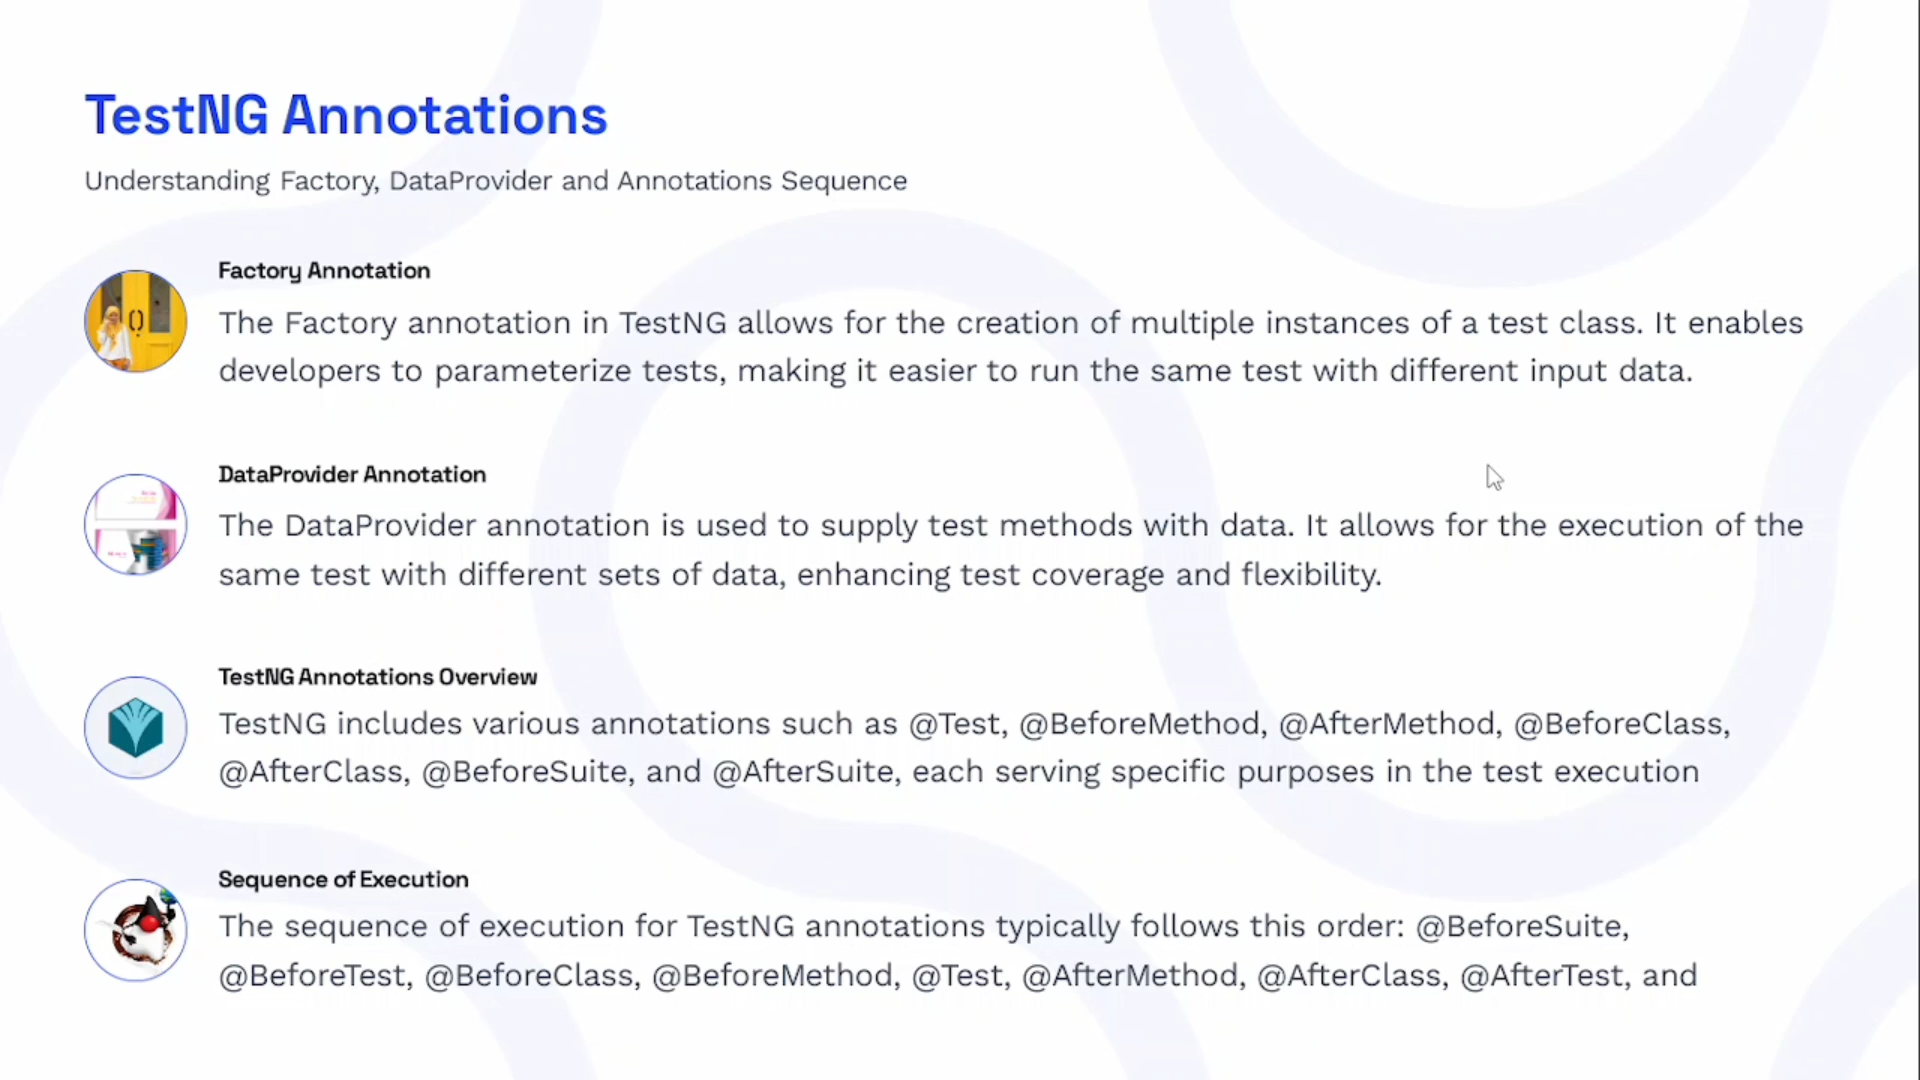 TestNG Annotations
Understanding Factory, DataProvider and Annotations Sequence
Factory Annotation
The Factory annotation in TestNG allows for the creation of multiple instances of a test class. It enables
developers to parameterize tests, making it easier to run the same test with different input data.
DataProvider Annotation
The DataProvider annotation is used to supply test methods with data. It allows for the execution of the
same test with different sets of data, enhancing test coverage and flexibility.
TestNG Annotations Overview
TestNG includes various annotations such as @Test, @BeforeMethod, @AfterMethod, @BeforeClass,
@AfterClass, @BeforeSuite, and @AfterSuite, each serving specific purposes in the test execution
Sequence of Execution
The sequence of execution for TestNG annotations typically follows this order: @BeforeSuite,
@BeforeTest, @BeforeClass, @BeforeMethod, @Test, @AfterMethod, @AfterClass, @AfterTest, and